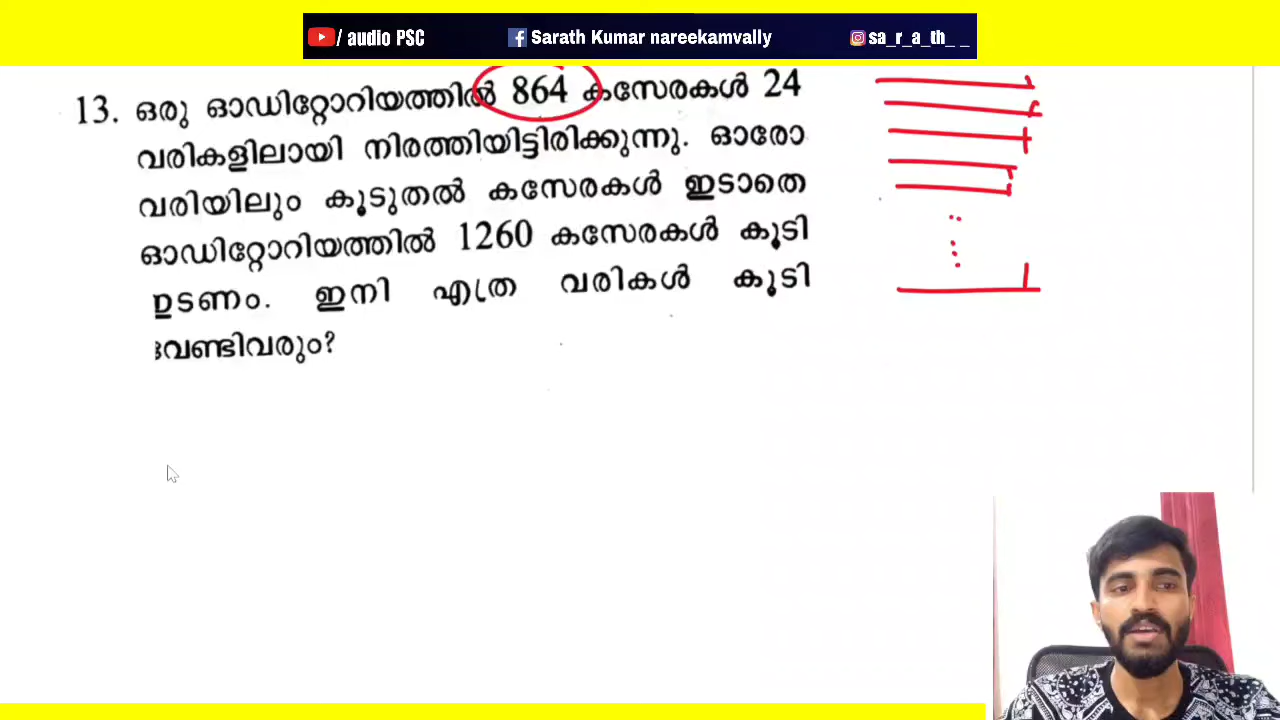 / audio PSC Sarath Kumar nareekamvally sa_r_a_th_ _
13. ഒരു ഓഡിറ്റോറിയത്തിൽ 864 കസേരകൾ 24
വരികളിലായി നിരത്തിയിട്ടിരിക്കുന്നു. ഓരോ
വരിയിലും കൂടുതൽ കസേരകൾ ഇടാതെ
ഓഡിറ്റോറിയത്തിൽ 1260 കസേരകൾ കൂടി
ഇടണം. ഇനി എത്ര വരികൾ കൂടി
വേണ്ടിവരും?